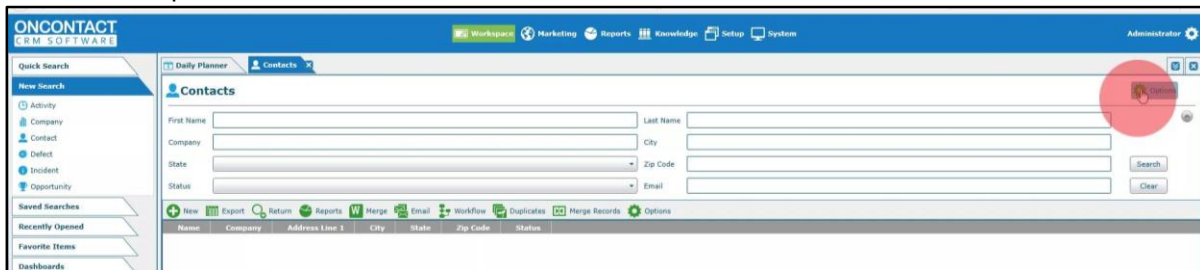 ONCONTACT
CRM SOFTWARE
Workspace Marketing Reports Knowledge Setup System
Administrator
Quick Search
New Search
Activity
Company
Contact
Defect
Incident
Opportunity
Saved Searches
Recently Opened
Favorite Items
Dashboards
Daily Planner Contacts X
Contacts
Options
First Name Last Name
Company City
State Zip Code Search
Status Email Clear
New Export Return Reports Merge Email Workflow Duplicates Merge Records Options
Name Company Address Line 1 City State Zip Code Status